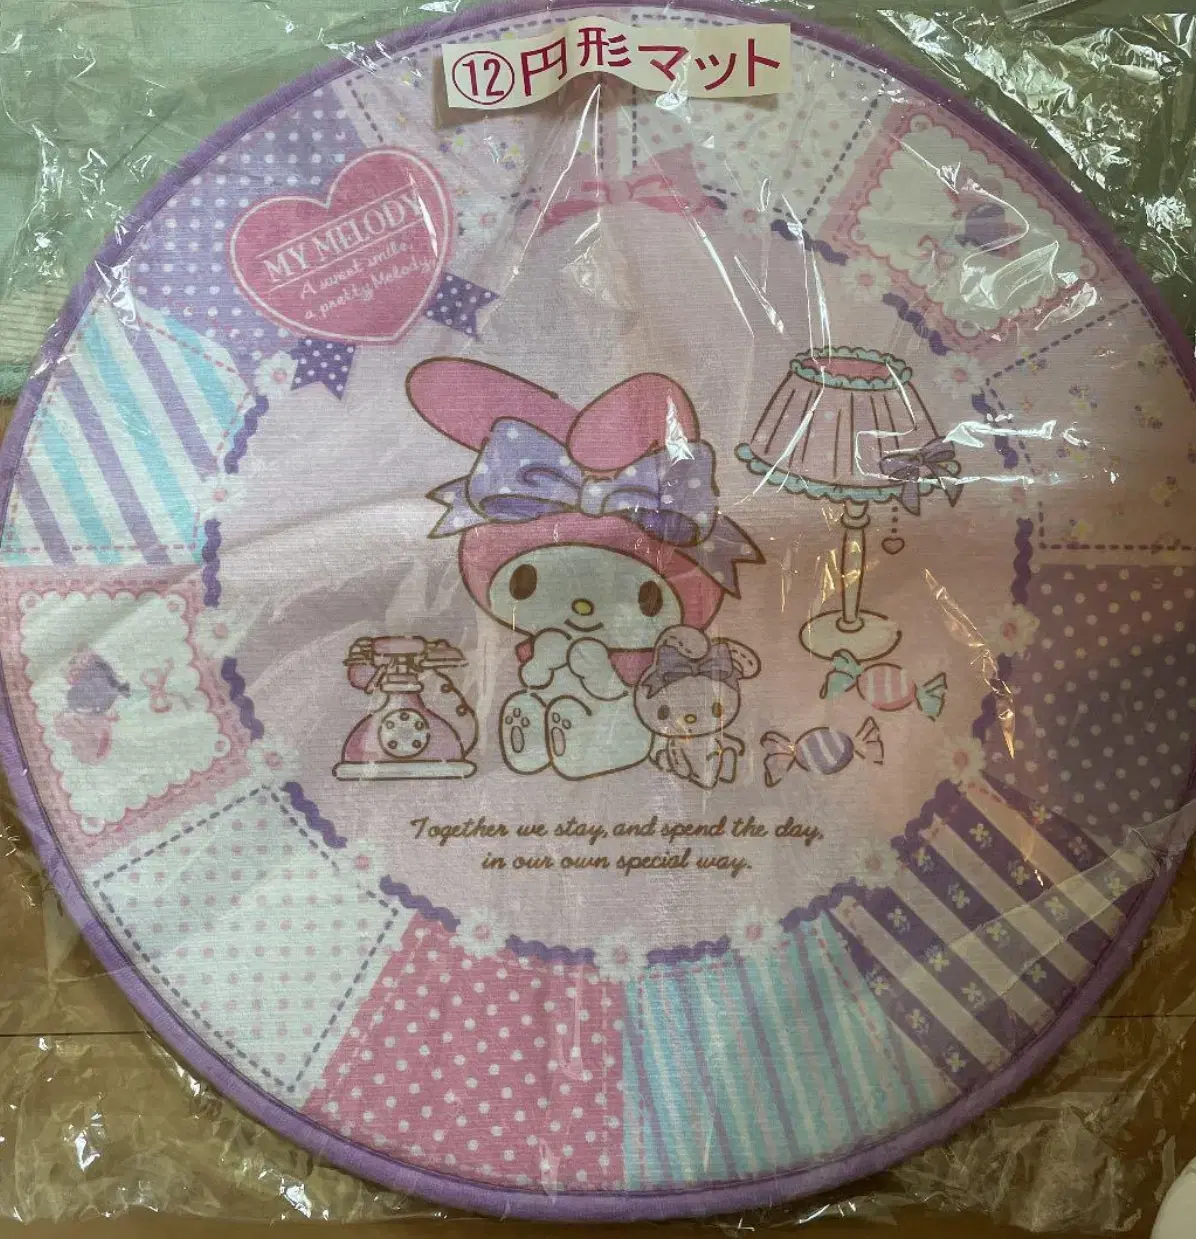 ⑫円形マット
MY MELODY
A sweet smile,
a pretty Melody!
Together we stay, and spend the day,
in our own special way.